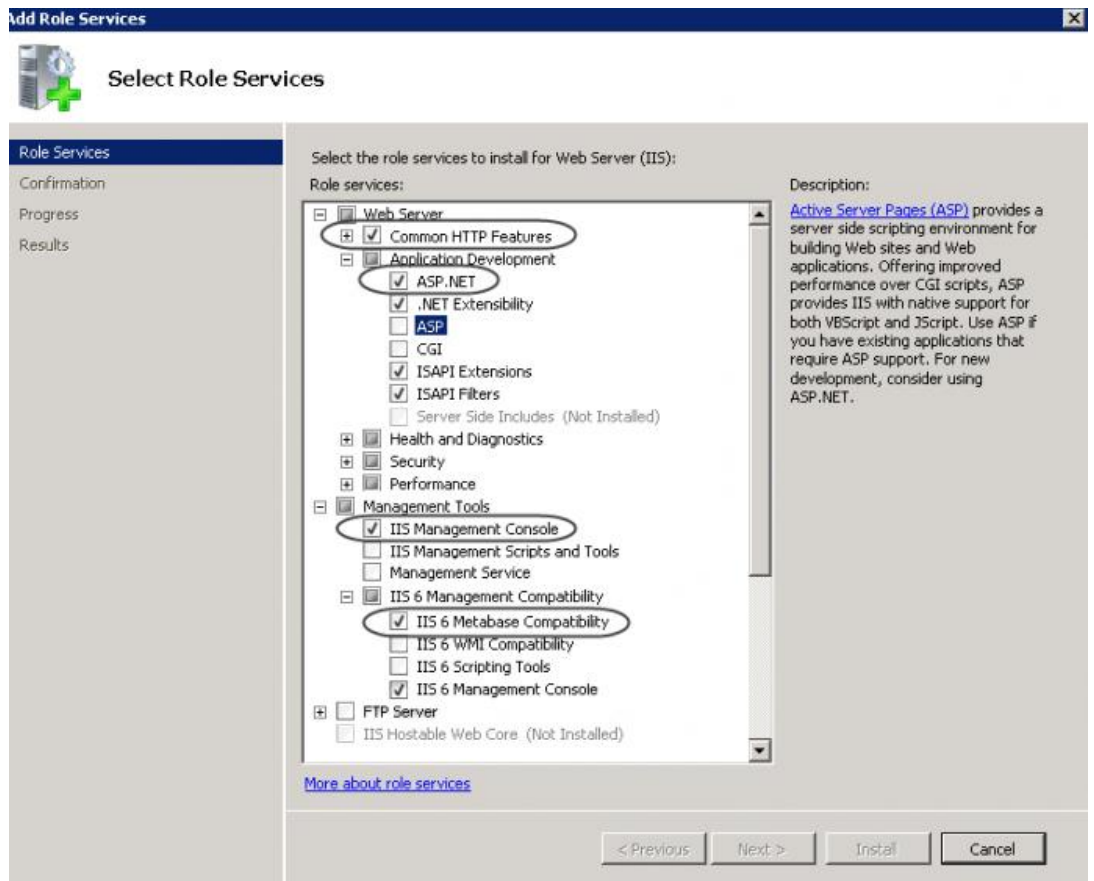 Add Role Services
Select Role Services
Role Services
Confirmation
Progress
Results
Select the role services to install for Web Server (IIS):
Role services:
Web Server
Common HTTP Features
Application Development
ASP.NET
.NET Extensibility
ASP
CGI
ISAPI Extensions
ISAPI Filters
Server Side Includes (Not Installed)
Health and Diagnostics
Security
Performance
Management Tools
IIS Management Console
IIS Management Scripts and Tools
Management Service
IIS 6 Management Compatibility
IIS 6 Metabase Compatibility
IIS 6 WMI Compatibility
IIS 6 Scripting Tools
IIS 6 Management Console
FTP Server
IIS Hostable Web Core (Not Installed)
More about role services
Description:
Active Server Pages (ASP) provides a
server side scripting environment for
building Web sites and Web
applications. Offering improved
performance over CGI scripts, ASP
provides IIS with native support for
both VBScript and JScript. Use ASP if
you have existing applications that
require ASP support. For new
development, consider using
ASP.NET.
< Previous
Next >
Install
Cancel